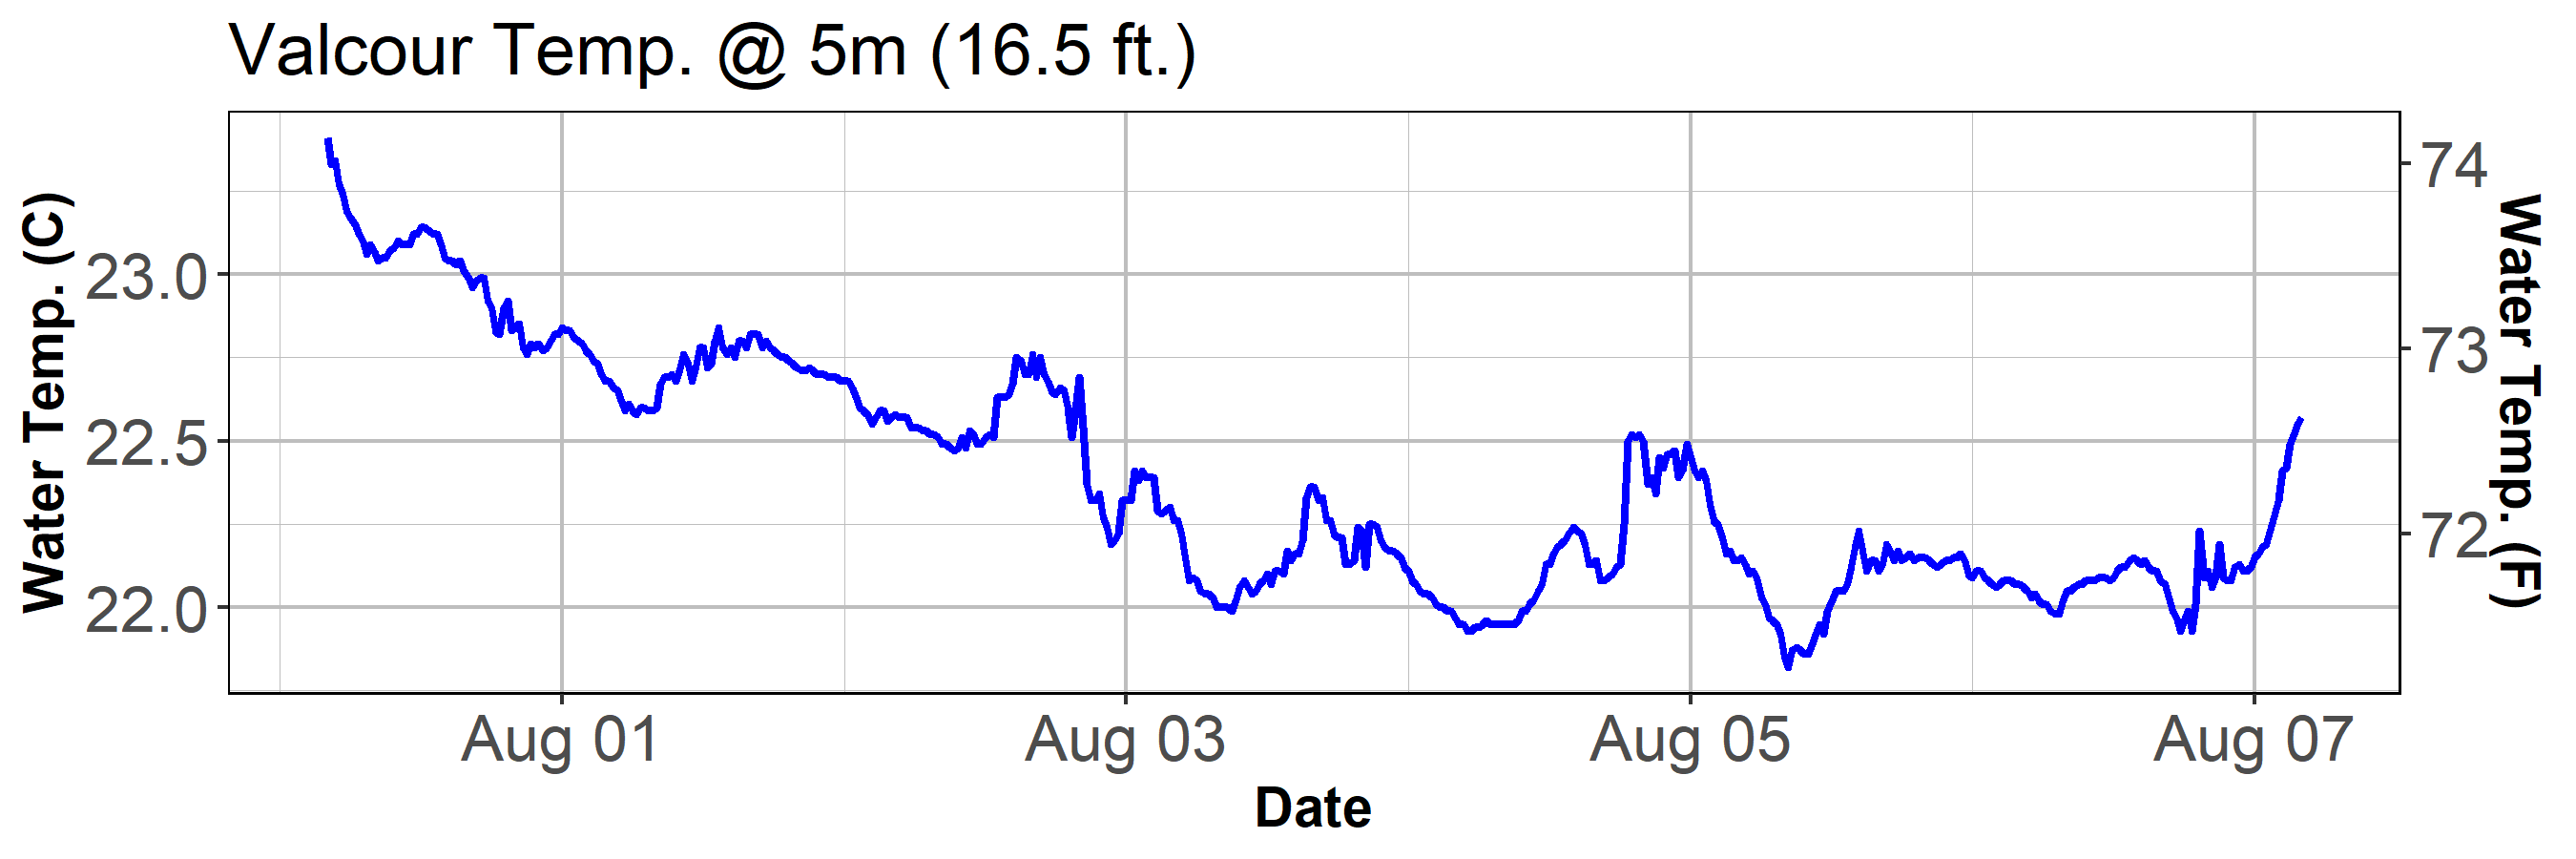 Valcour Temp. @ 5m (16.5 ft.)
Water Temp. (C)
23.0
22.5
22.0
74
73
72
Water Temp. (F)
Aug 01
Aug 03
Aug 05
Aug 07
Date